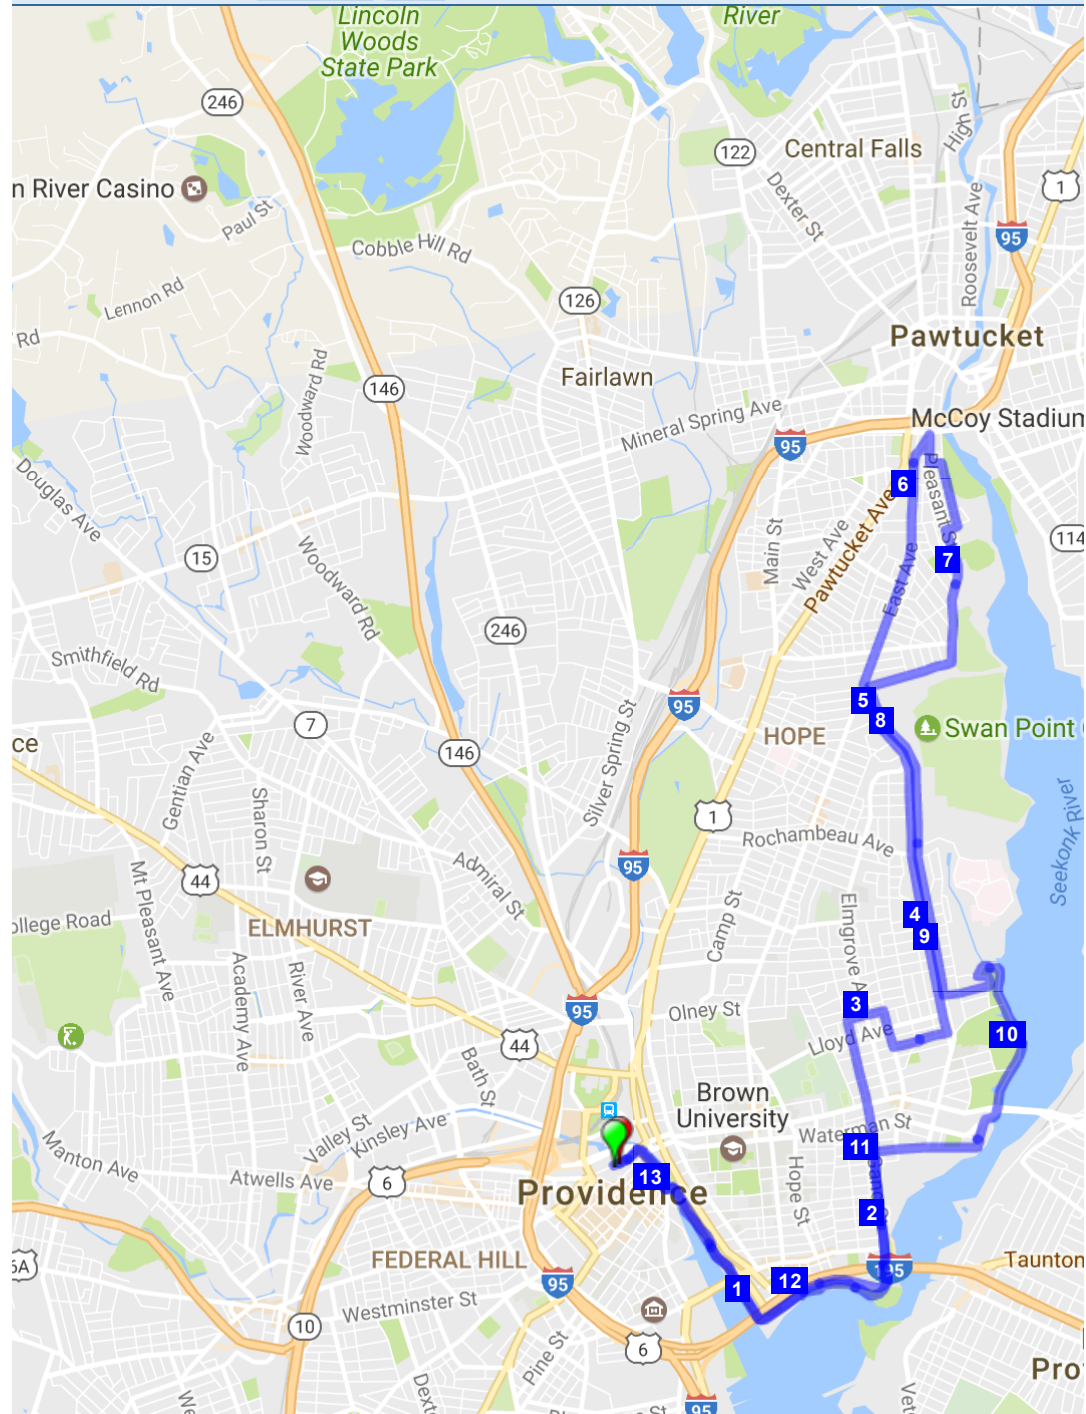 Lincoln
Woods
State Park
River
246
122
Central Falls
High St
1
n River Casino
Paul St
Dexter St
Roosevelt Ave
95
Cobble Hill Rd
Lennon Rd
126
Rd
Pawtucket
Fairlawn
Woodward Rd
146
Mineral Spring Ave
95
McCoy Stadium
Douglas Ave
6
Pleasant St
15
Woodward Rd
Main St
West Ave
Pawtucket Ave
East Ave
7
114
246
Smithfield Rd
7
95
5
8
Swan Point
HOPE
ce
146
Gentian Ave
Silver Spring St
Sharon St
1
Rochambeau Ave
Seekonk River
95
44
Mt Pleasant Ave
Admiral St
ollege Road
ELMHURST
Camp St
Elmgrove A
4
9
Academy Ave
River Ave
95
Olney St
3
Lloyd Ave
10
44
Bath St
Brown
University
Waterman St
Valley St
Kinsley Ave
Manton Ave
Atwells Ave
6
11
13
Providence
Hope St
2
6A
FEDERAL HILL
95
195
Taunton
1
12
Westminster St
10
6
Pine St
Pro
We
Dext
St
95
Vet